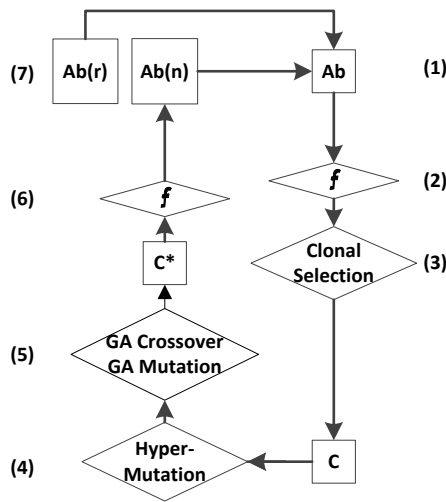 (7)
Ab(r)
Ab(n)
Ab
(1)
(6)
f
f
(2)
C*
Clonal
Selection
(3)
(5)
GA Crossover
GA Mutation
(4)
Hyper-
Mutation
C